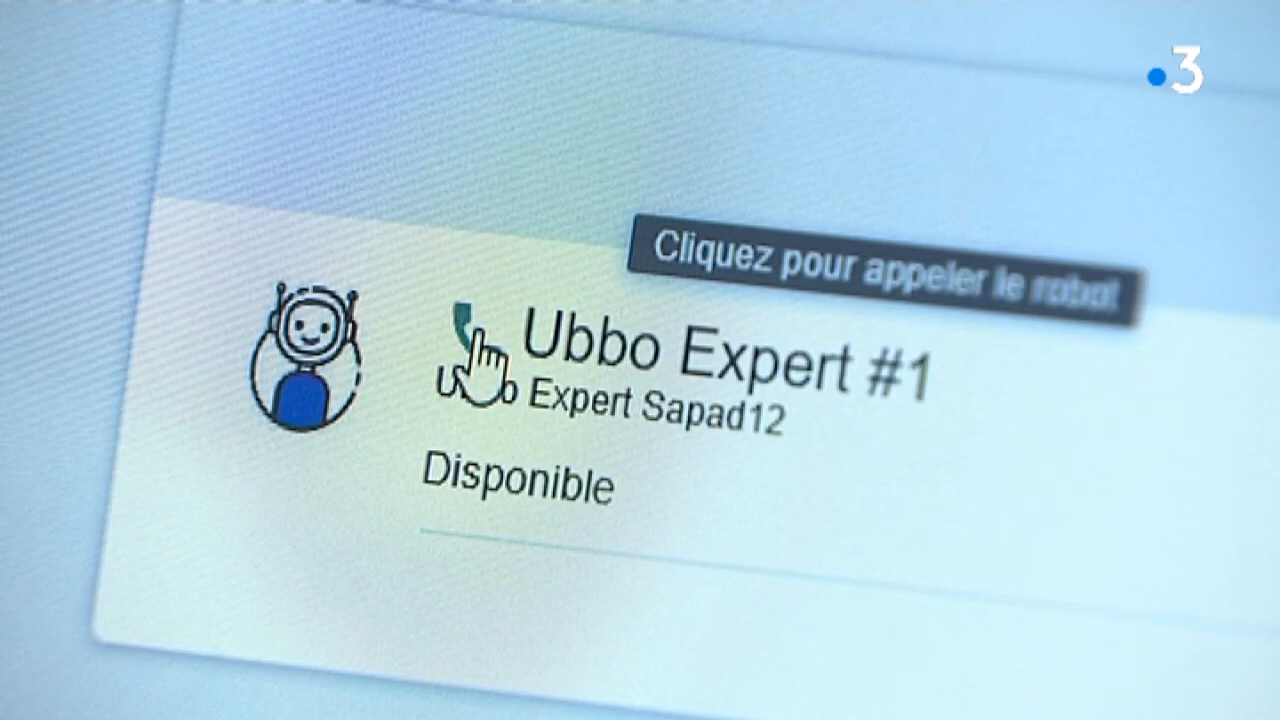 3
Cliquez pour appeler le robot
Ubbo Expert #1
Expert Sapad12
Disponible